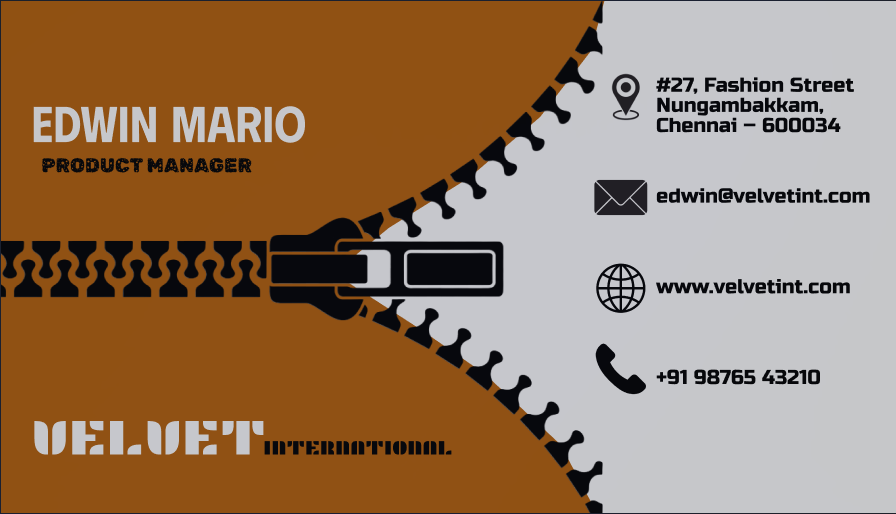 EDWIN MARIO
PRODUCT MANAGER
VELVET INTERNATIONAL
#27, Fashion Street
Nungambakkam,
Chennai – 600034
edwin@velvetint.com
www.velvetint.com
+91 98765 43210